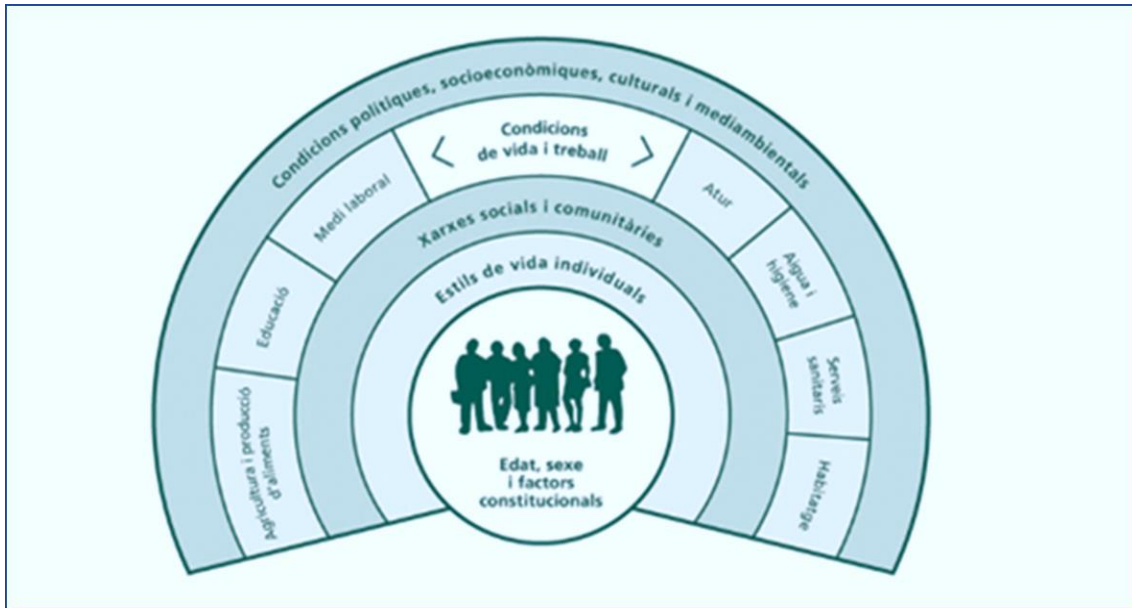 Condicions polítiques, socioeconòmiques, culturals i mediambientals
Condicions
de vida i treball
Agricultura i producció
d'aliments
Educació
Medi laboral
Atur
Aigua i
higiene
Serveis
sanitaris
Habitatge
Xarxes socials i comunitàries
Estils de vida individuals
Edat, sexe
i factors
constitucionals